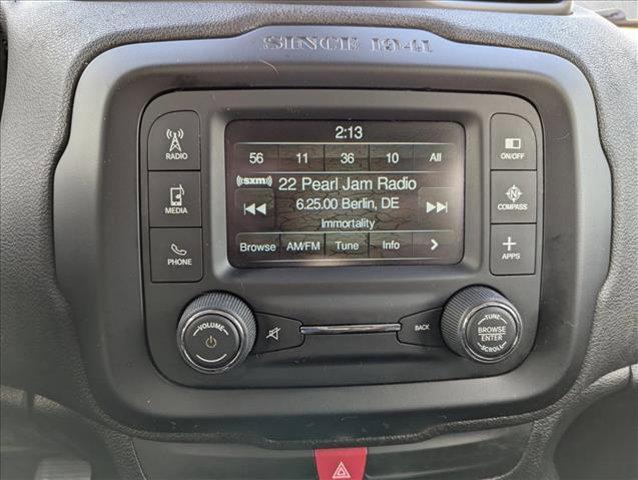 SINCE 1941
2:13
56 11 36 10 All
((sxm)) 22 Pearl Jam Radio
6.25.00 Berlin, DE
Immortality
Browse AM/FM Tune Info
RADIO
MEDIA
PHONE
ON/OFF
N
COMPASS
APPS
VOLUME
BACK
TUNE
BROWSE
ENTER
SCROLL